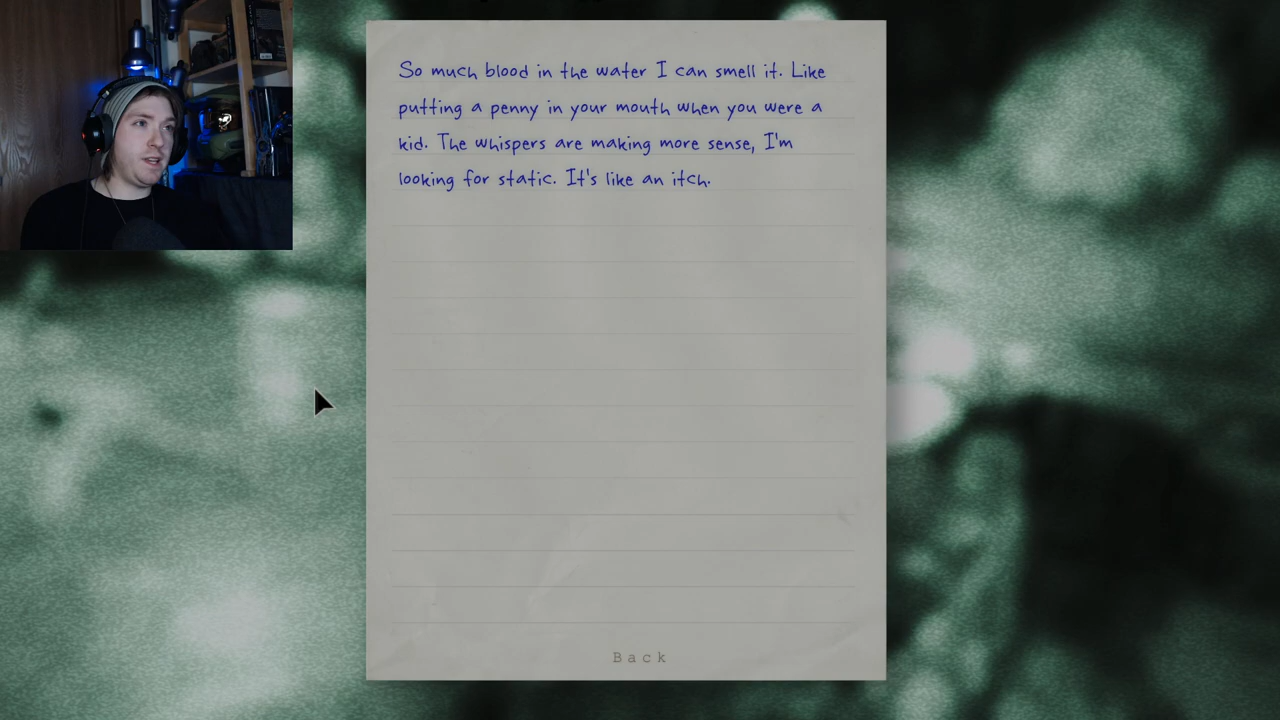 So much blood in the water I can smell it. Like
putting a penny in your mouth when you were a
kid. The whispers are making more sense, I'm
looking for static. It's like an itch.
Back